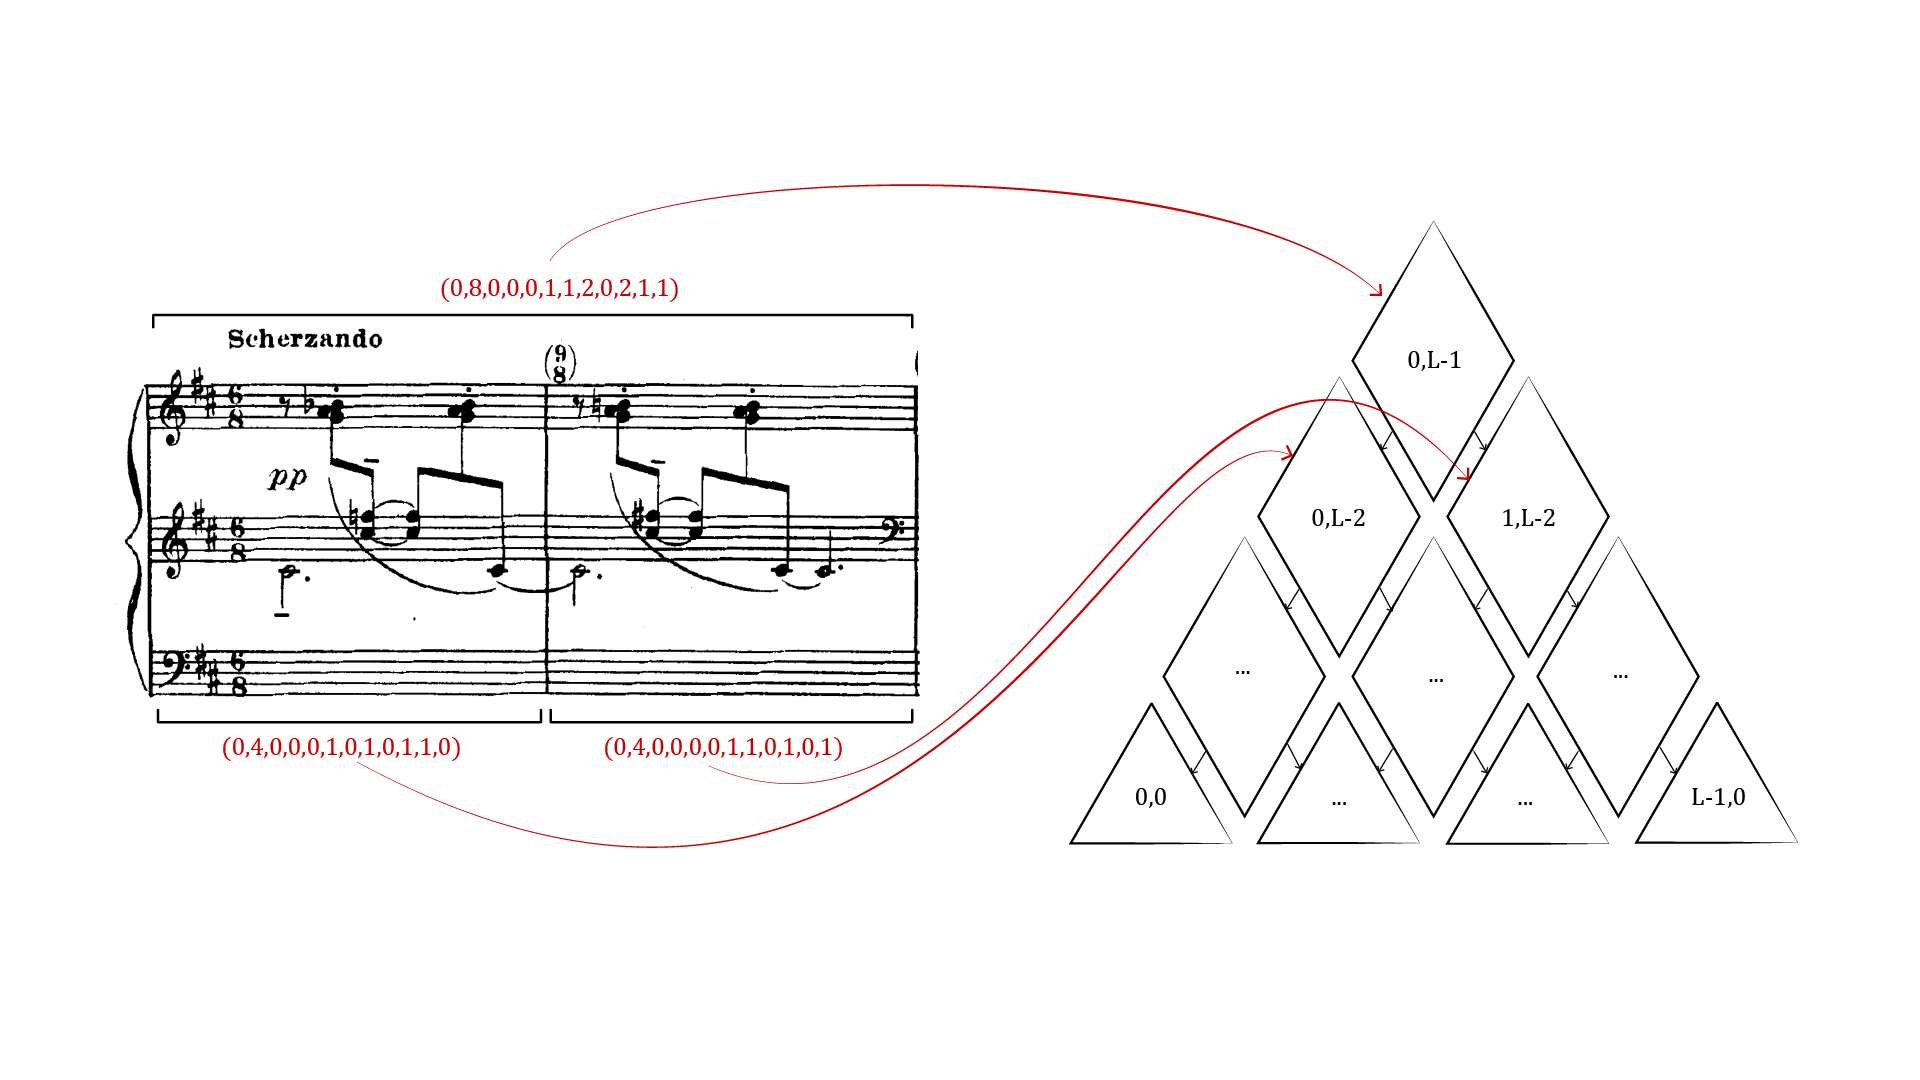 (0,8,0,0,0,1,1,2,0,2,1,1)
Scherzando
(9
8)
6
8
pp
6
8
6
8
(0,4,0,0,0,1,0,1,0,1,1,0)
(0,4,0,0,0,0,1,1,0,1,0,1)
0,L-1
0,L-2
1,L-2
...
...
...
0,0
...
...
L-1,0